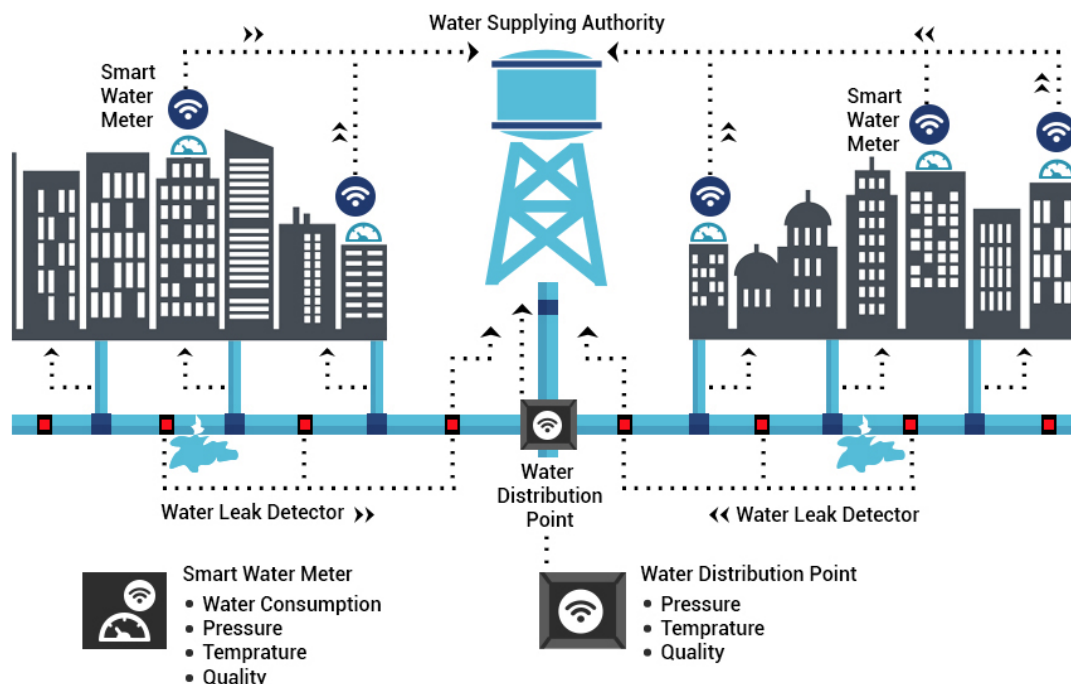 Water Supplying Authority
Smart
Water
Meter
Smart
Water
Meter
Water
Distribution
Point
Water Leak Detector
Water Leak Detector
Smart Water Meter
• Water Consumption
• Pressure
• Temprature
• Quality
Water Distribution Point
• Pressure
• Temprature
• Quality